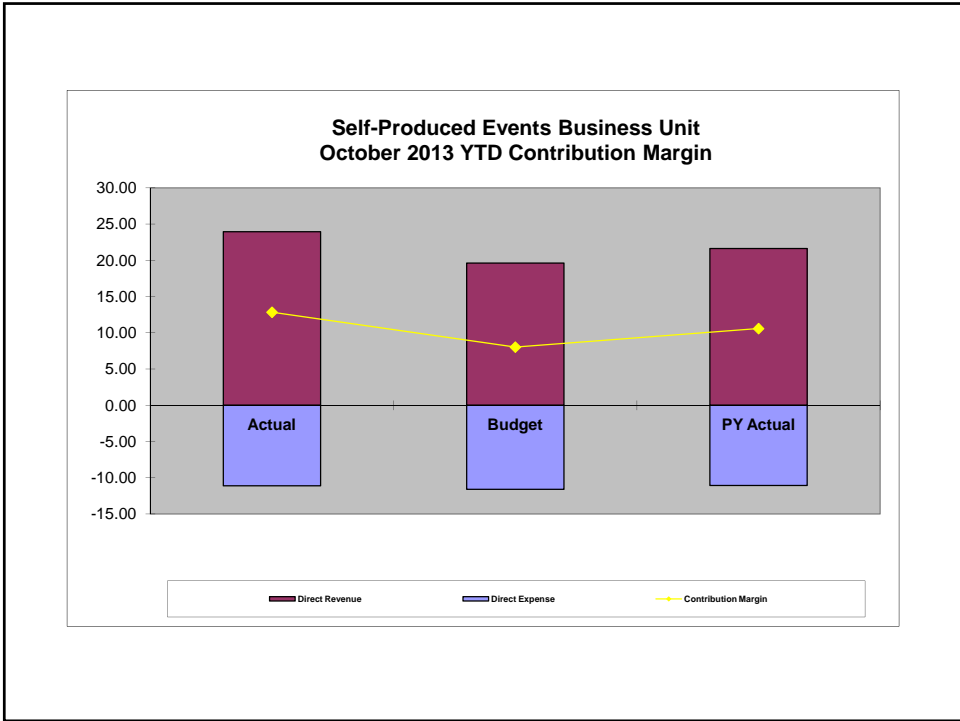 Self-Produced Events Business Unit
October 2013 YTD Contribution Margin
30.00
25.00
20.00
15.00
10.00
5.00
0.00
Actual Budget PY Actual
-5.00
-10.00
-15.00
Direct Revenue Direct Expense Contribution Margin